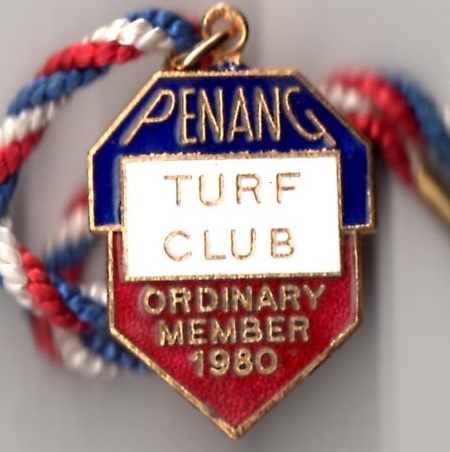 PENANG
TURF
CLUB
ORDINARY
MEMBER
1980